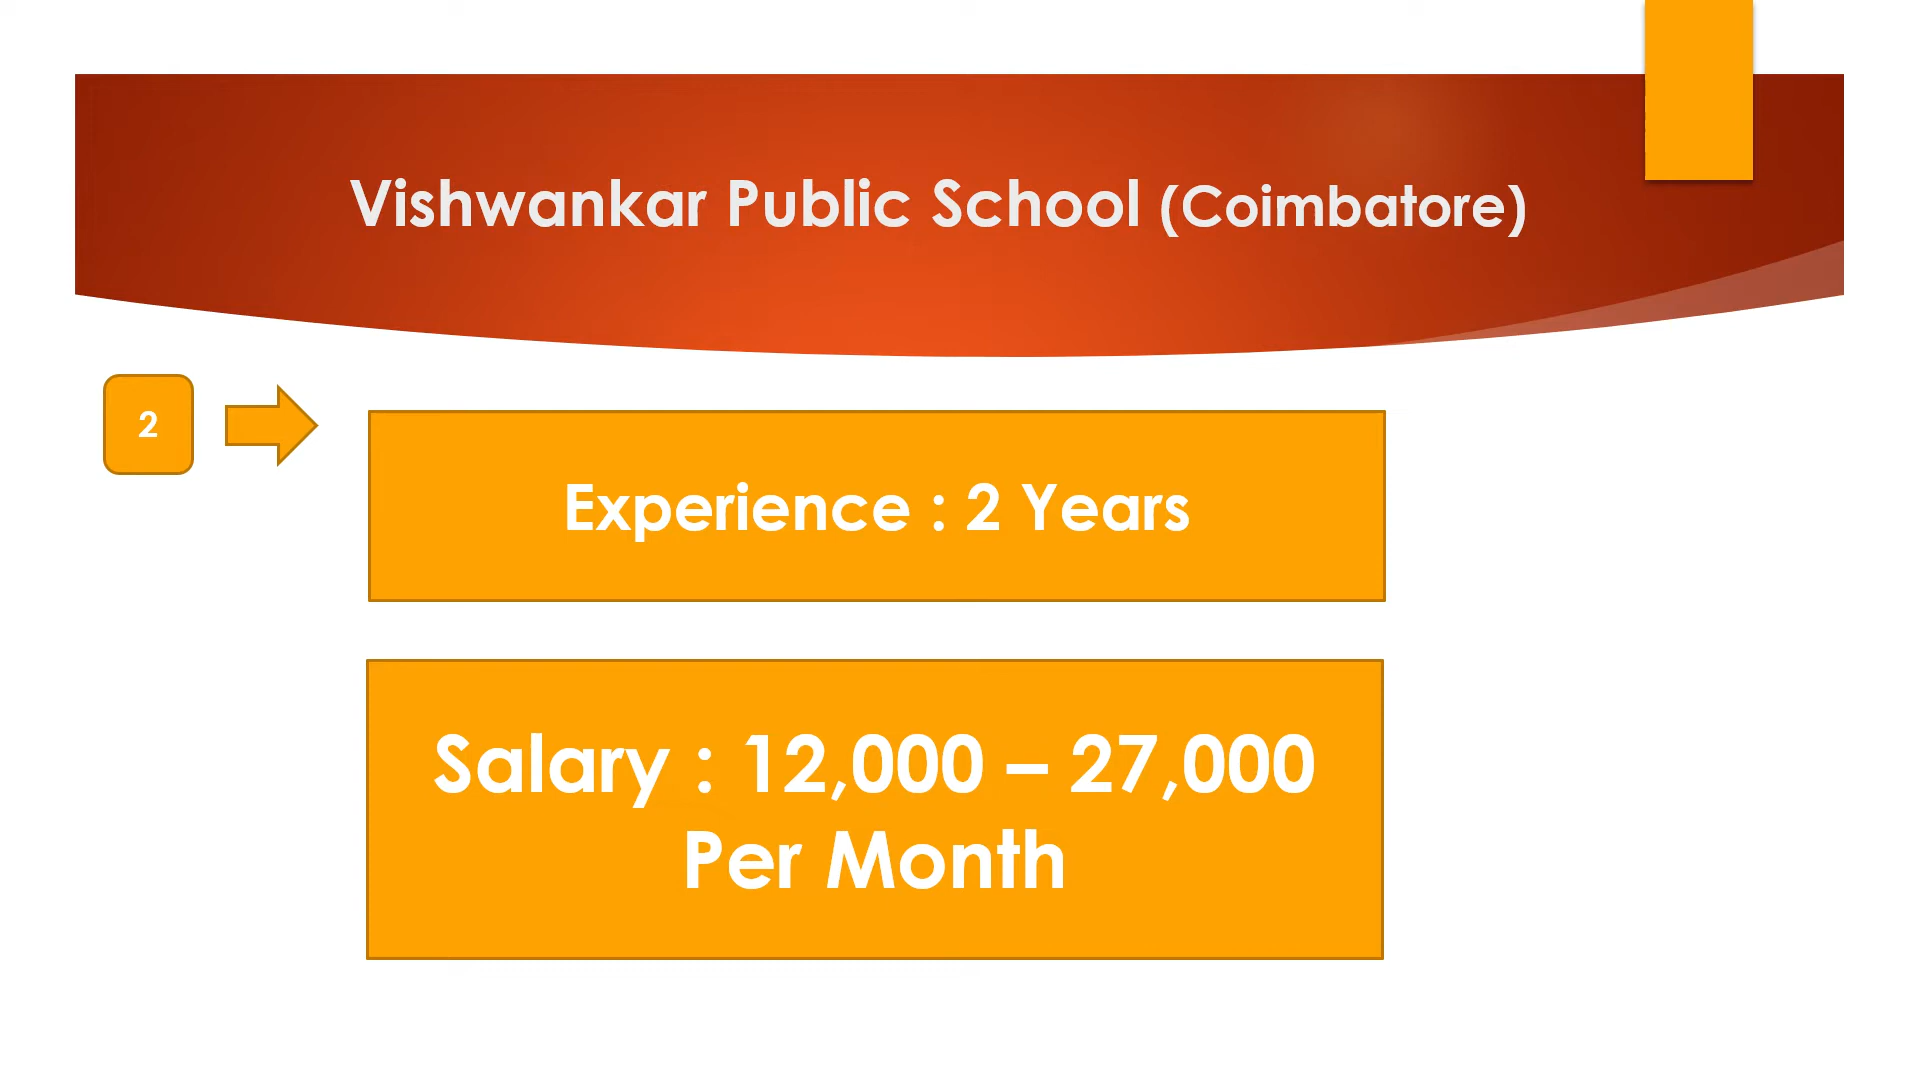 Vishwankar Public School (Coimbatore)
2
Experience : 2 Years
Salary : 12,000 – 27,000
Per Month